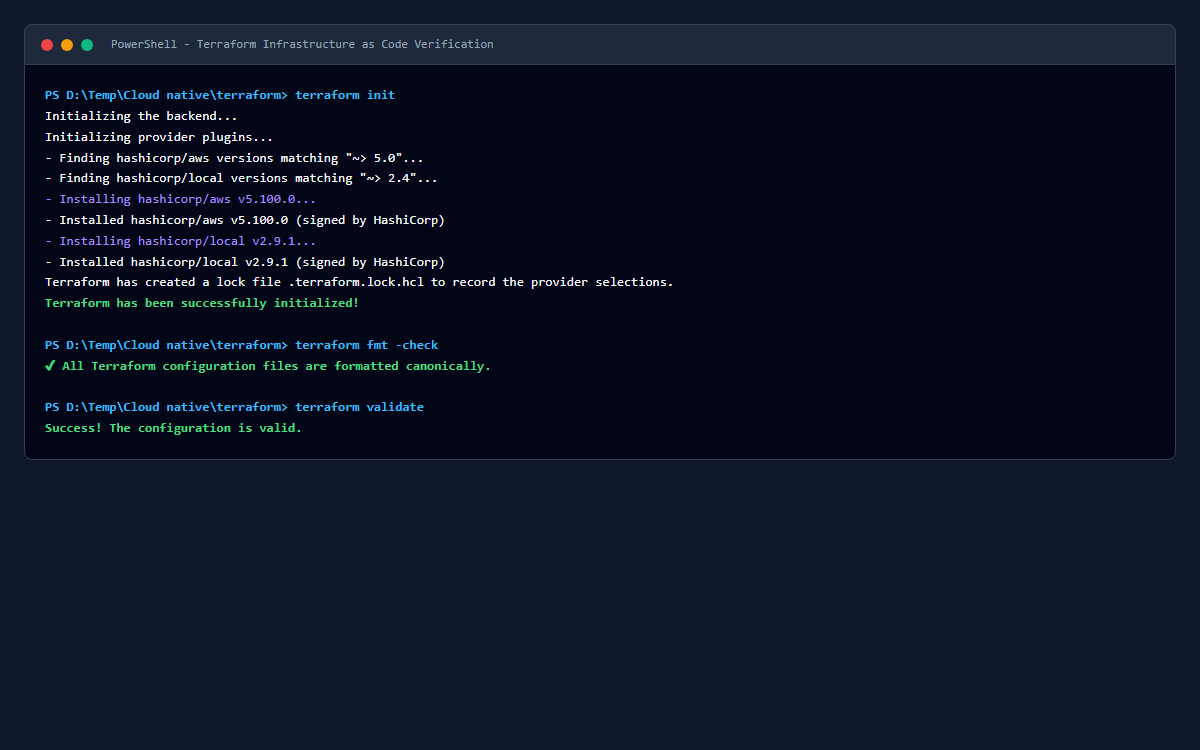 PowerShell - Terraform Infrastructure as Code Verification
PS D:\Temp\Cloud native\terraform> terraform init
Initializing the backend...
Initializing provider plugins...
- Finding hashicorp/aws versions matching "~> 5.0"...
- Finding hashicorp/local versions matching "~> 2.4"...
- Installing hashicorp/aws v5.100.0...
- Installed hashicorp/aws v5.100.0 (signed by HashiCorp)
- Installing hashicorp/local v2.9.1...
- Installed hashicorp/local v2.9.1 (signed by HashiCorp)
Terraform has created a lock file .terraform.lock.hcl to record the provider selections.
Terraform has been successfully initialized!
PS D:\Temp\Cloud native\terraform> terraform fmt -check
✔ All Terraform configuration files are formatted canonically.
PS D:\Temp\Cloud native\terraform> terraform validate
Success! The configuration is valid.